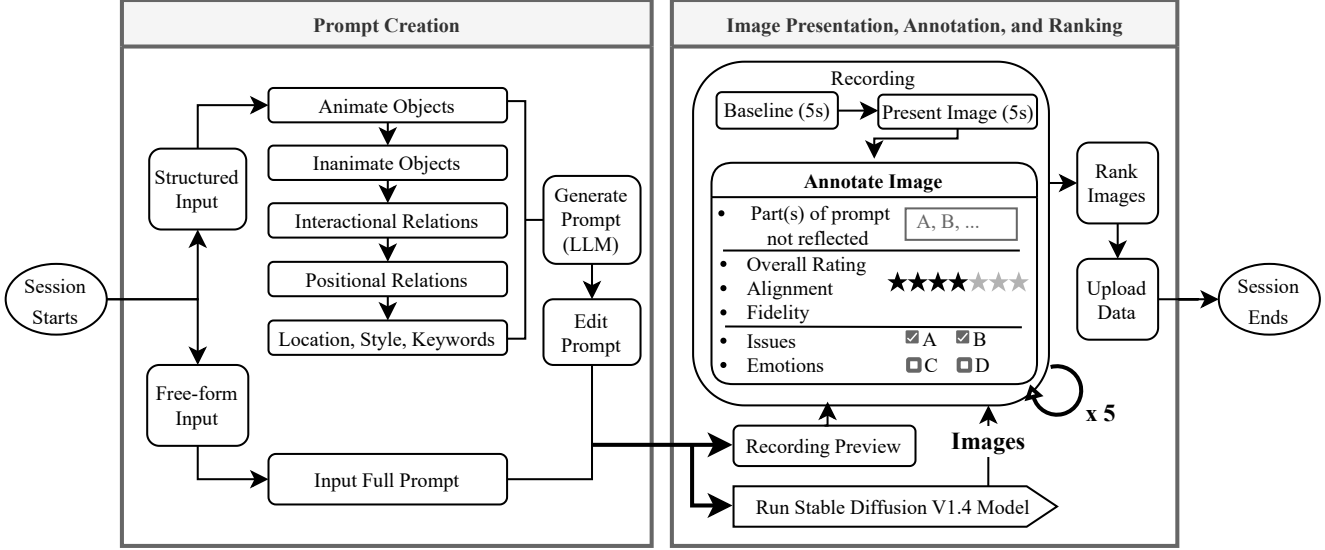 Prompt Creation
Image Presentation, Annotation, and Ranking
Session
Starts
Structured
Input
Free-form
Input
Animate Objects
Inanimate Objects
Interactional Relations
Positional Relations
Location, Style, Keywords
Input Full Prompt
Generate
Prompt
(LLM)
Edit
Prompt
Recording
Baseline (5s)
Present Image (5s)
Annotate Image
• Part(s) of prompt
not reflected
A, B, ...
• Overall Rating
• Alignment
• Fidelity
• Issues
• Emotions
A B
C D
x 5
Recording Preview
Images
Run Stable Diffusion V1.4 Model
Rank
Images
Upload
Data
Session
Ends